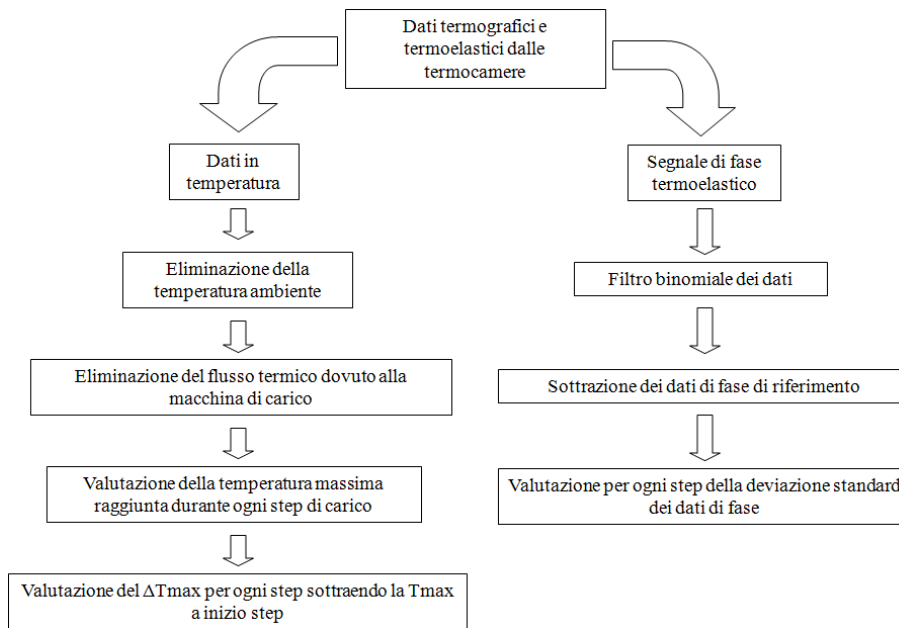 Dati termografici e
termoelastici dalle
termocamere
Dati in
temperatura
Eliminazione della
temperatura ambiente
Eliminazione del flusso termico dovuto alla
macchina di carico
Valutazione della temperatura massima
raggiunta durante ogni step di carico
Valutazione del ΔTmax per ogni step sottraendo la Tmax
a inizio step
Segnale di fase
termoelastico
Filtro binomiale dei dati
Sottrazione dei dati di fase di riferimento
Valutazione per ogni step della deviazione standard
dei dati di fase